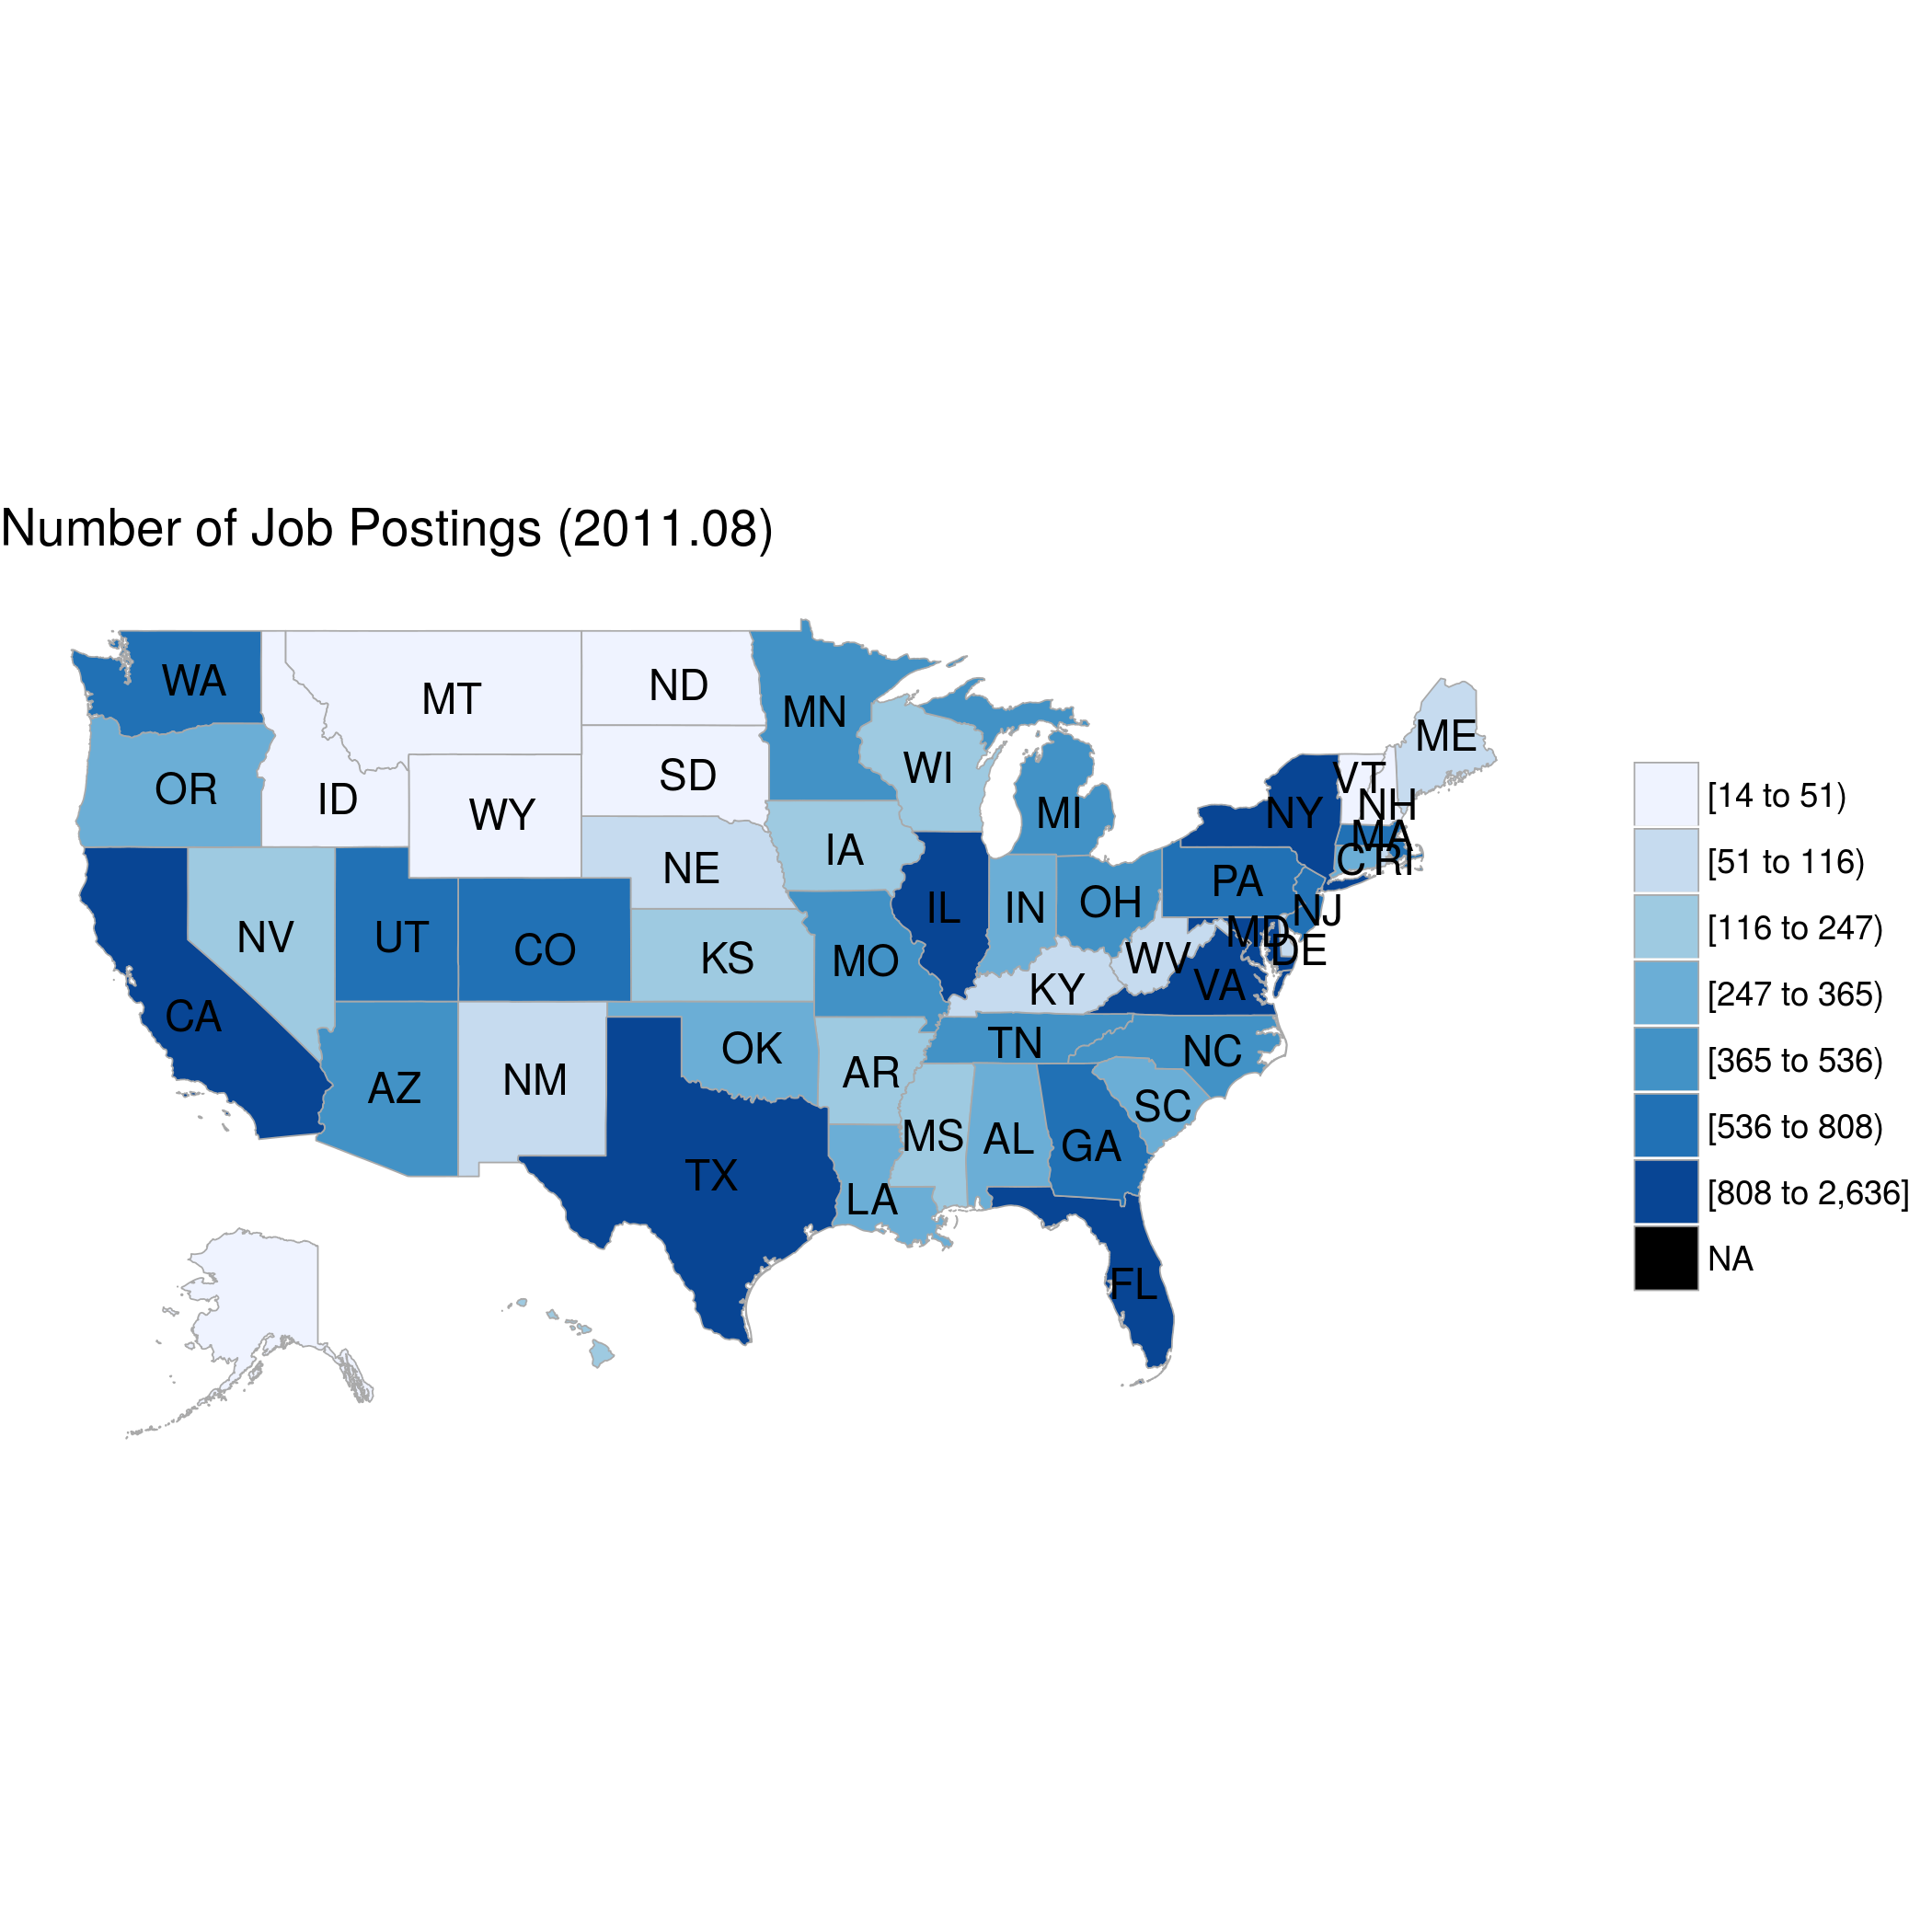 Number of Job Postings (2011.08)
WA
MT
ND
MN
ME
OR
ID
WY
SD
WI
MI
VT
NH
NY
MA
CT
RI
NE
IA
PA
NJ
NV
UT
CO
KS
MO
IL
IN
OH
WV
MD
DE
VA
KY
CA
AZ
NM
OK
AR
TN
NC
SC
TX
LA
MS
AL
GA
FL
[14 to 51)
[51 to 116)
[116 to 247)
[247 to 365)
[365 to 536)
[536 to 808)
[808 to 2,636]
NA